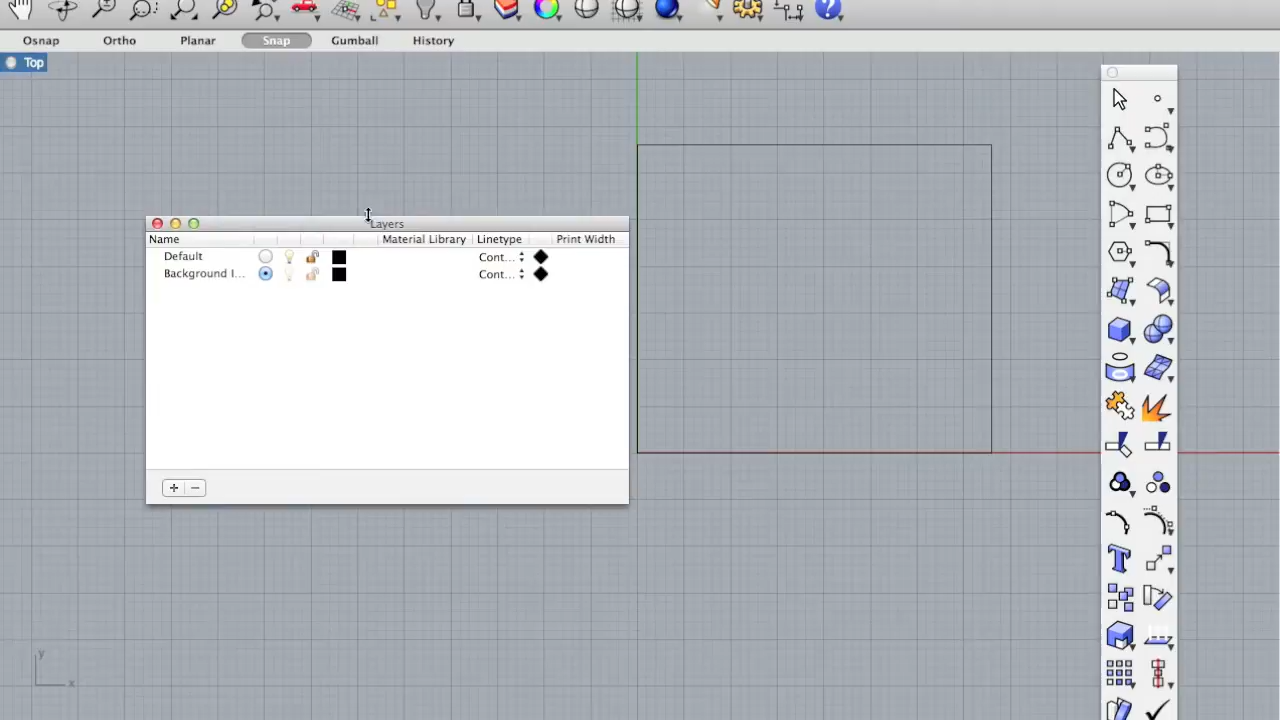 Osnap Ortho Planar Snap Gumball History
Top
Layers
Name Material Library Linetype Print Width
Default Cont...
Background I... Cont...
y
x